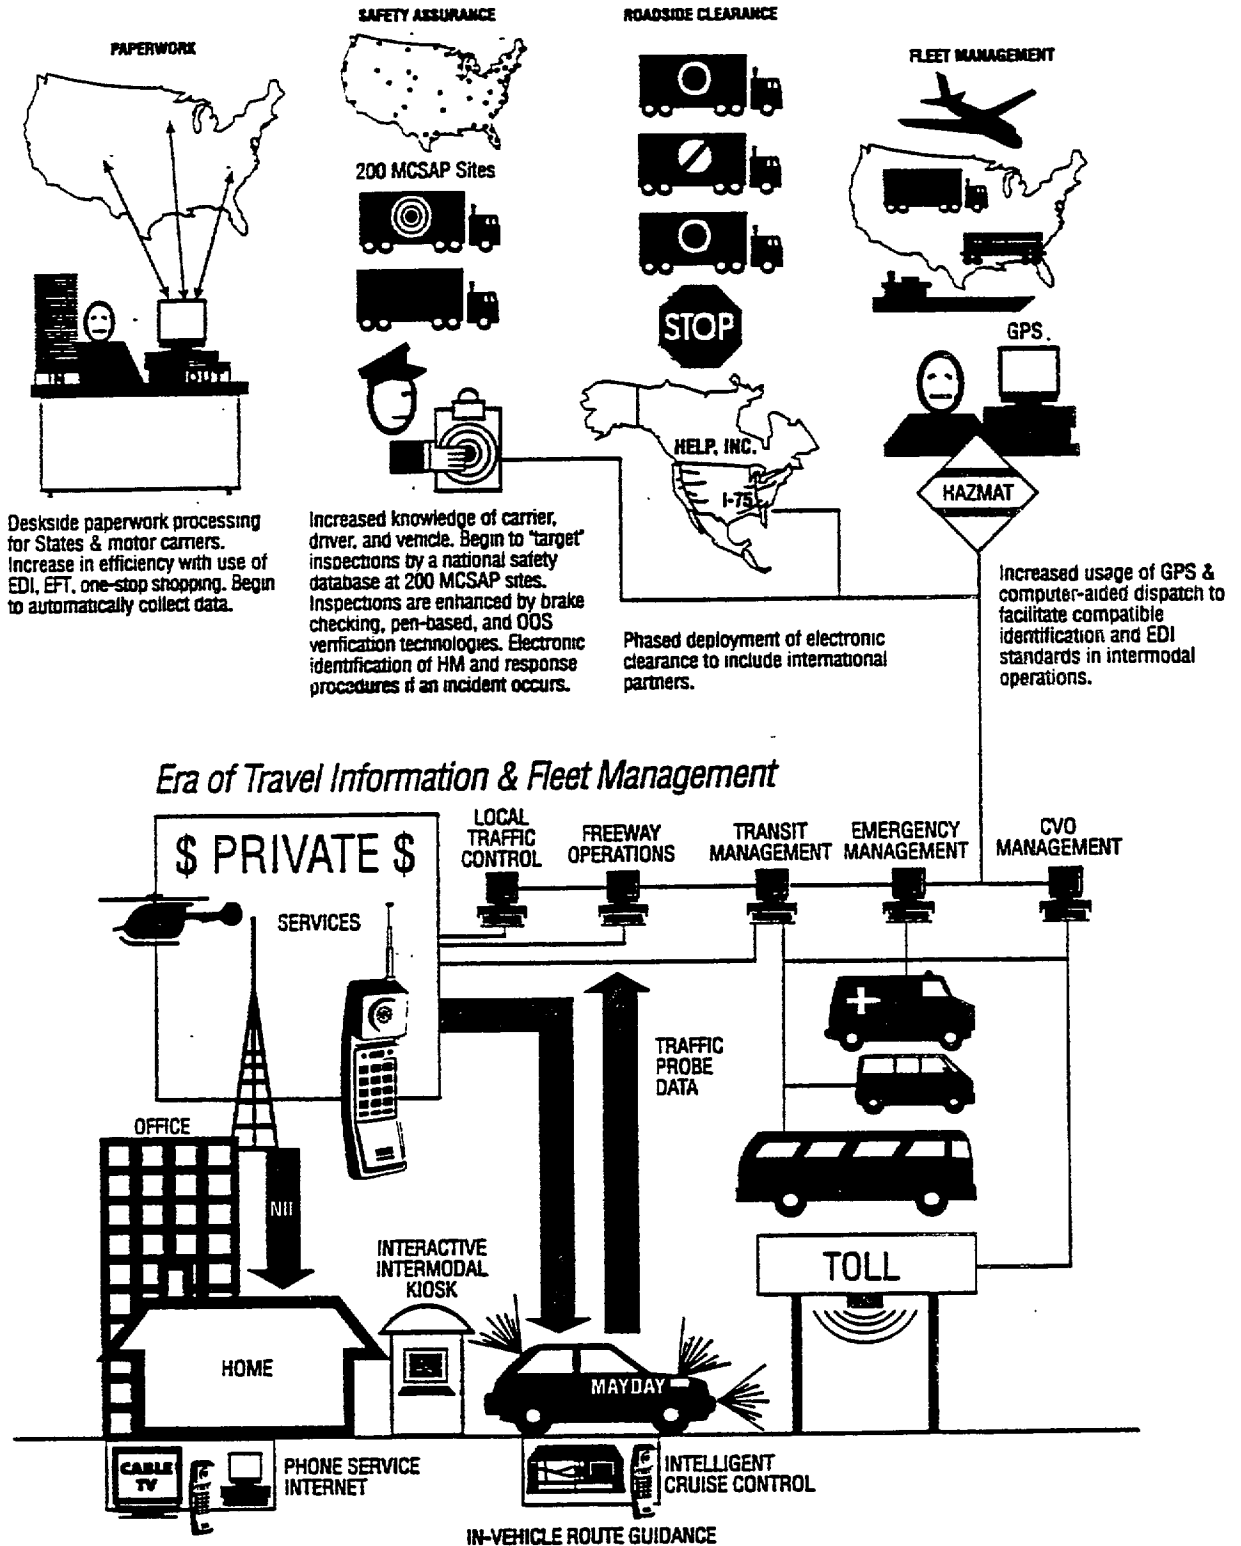 PAPERWORK
IN
OUT
Deskside paperwork processing
for States & motor carriers.
Increase in efficiency with use of
EDI, EFT, one-stop shopping. Begin
to automatically collect data.
SAFETY ASSURANCE
200 MCSAP Sites
Increased knowledge of carrier,
driver, and vehicle. Begin to "target"
inspections by a national safety
database at 200 MCSAP sites.
Inspections are enhanced by brake
checking, pen-based, and OOS
verification technologies. Electronic
identification of HM and response
procedures if an incident occurs.
ROADSIDE CLEARANCE
STOP
HELP, INC.
I-75
Phased deployment of electronic
clearance to include international
partners.
FLEET MANAGEMENT
GPS.
HAZMAT
Increased usage of GPS &
computer-aided dispatch to
facilitate compatible
identification and EDI
standards in intermodal
operations.
Era of Travel Information & Fleet Management
$ PRIVATE $
SERVICES
LOCAL
TRAFFIC
CONTROL
FREEWAY
OPERATIONS
TRANSIT
MANAGEMENT
EMERGENCY
MANAGEMENT
CVO
MANAGEMENT
TRAFFIC
PROBE
DATA
OFFICE
NII
INTERACTIVE
INTERMODAL
KIOSK
TOLL
HOME
MAYDAY
CABLE
TV
PHONE SERVICE
INTERNET
INTELLIGENT
CRUISE CONTROL
IN-VEHICLE ROUTE GUIDANCE